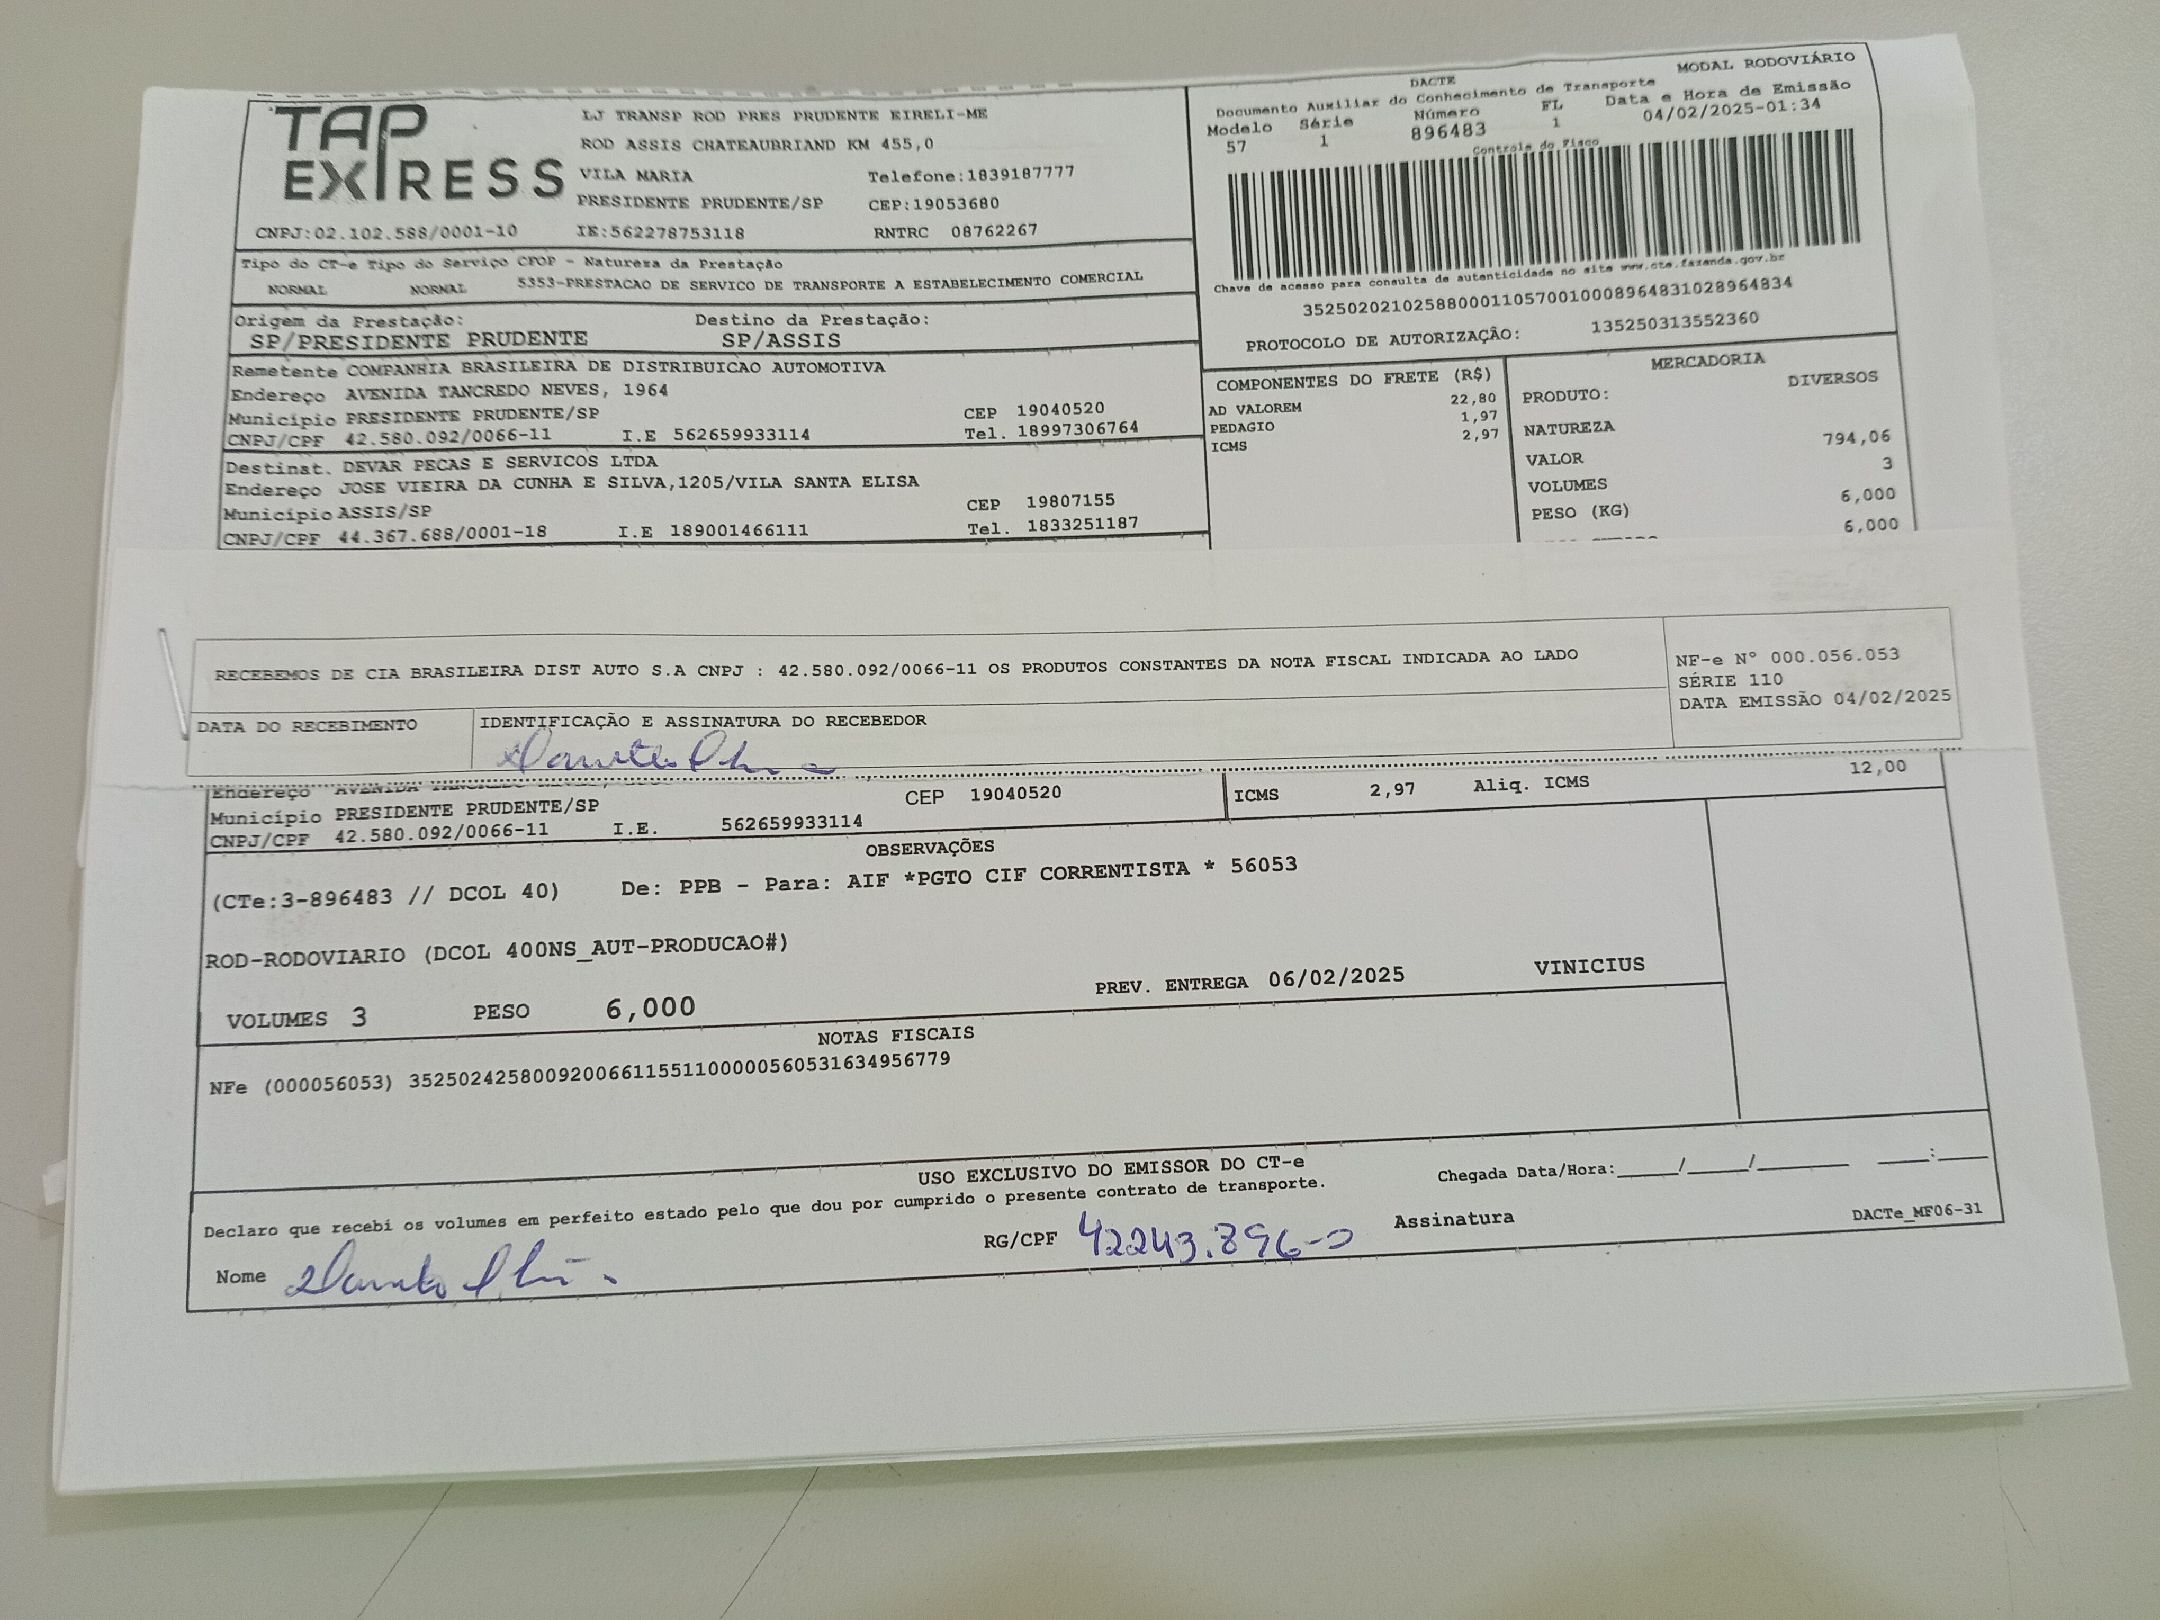 TAP EXPRESS
LJ TRANSP ROD PRES PRUDENTE EIRELI-ME
ROD ASSIS CHATEAUBRIAND KM 455,0
VILA MARIA Telefone:1839187777
PRESIDENTE PRUDENTE/SP CEP:19053680
CNPJ:02.102.588/0001-10 IE:562278753118 RNTRC 08762267
MODAL RODOVIÁRIO
DACTE
Documento Auxiliar do Conhecimento de Transporte
Modelo Série Número FL Data e Hora de Emissão
57 1 896483 1 04/02/2025-01:34
Controle do Fisco
Chave de acesso para consulta de autenticidade no site www.cte.fazenda.gov.br
35250202102588000110570010008964831028964834
PROTOCOLO DE AUTORIZAÇÃO: 135250313552360
Tipo do CT-e Tipo do Serviço CFOP - Natureza da Prestação
NORMAL NORMAL 5353-PRESTACAO DE SERVICO DE TRANSPORTE A ESTABELECIMENTO COMERCIAL
Origem da Prestação: Destino da Prestação:
SP/PRESIDENTE PRUDENTE SP/ASSIS
Remetente COMPANHIA BRASILEIRA DE DISTRIBUICAO AUTOMOTIVA
Endereço AVENIDA TANCREDO NEVES, 1964
Município PRESIDENTE PRUDENTE/SP CEP 19040520
CNPJ/CPF 42.580.092/0066-11 I.E 562659933114 Tel. 18997306764
Destinat. DEVAR PECAS E SERVICOS LTDA
Endereço JOSE VIEIRA DA CUNHA E SILVA,1205/VILA SANTA ELISA
Município ASSIS/SP CEP 19807155
CNPJ/CPF 44.367.688/0001-18 I.E 189001466111 Tel. 1833251187
COMPONENTES DO FRETE (R$)
AD VALOREM 22,80
PEDAGIO 1,97
ICMS 2,97
MERCADORIA
PRODUTO: DIVERSOS
NATUREZA
VALOR 794,06
VOLUMES 3
PESO (KG) 6,000
6,000
RECEBEMOS DE CIA BRASILEIRA DIST AUTO S.A CNPJ : 42.580.092/0066-11 OS PRODUTOS CONSTANTES DA NOTA FISCAL INDICADA AO LADO
NF-e Nº 000.056.053
SÉRIE 110
DATA EMISSÃO 04/02/2025
DATA DO RECEBIMENTO IDENTIFICAÇÃO E ASSINATURA DO RECEBEDOR
Endereço AVENIDA TANCREDO NEVES,
Município PRESIDENTE PRUDENTE/SP CEP 19040520
CNPJ/CPF 42.580.092/0066-11 I.E. 562659933114
ICMS 2,97 Aliq. ICMS 12,00
OBSERVAÇÕES
(CTe:3-896483 // DCOL 40) De: PPB - Para: AIF *PGTO CIF CORRENTISTA * 56053
ROD-RODOVIARIO (DCOL 400NS_AUT-PRODUCAO#)
VOLUMES 3 PESO 6,000 PREV. ENTREGA 06/02/2025 VINICIUS
NOTAS FISCAIS
NFe (000056053) 35250242580092006611551100000560531634956779
USO EXCLUSIVO DO EMISSOR DO CT-e
Declaro que recebi os volumes em perfeito estado pelo que dou por cumprido o presente contrato de transporte. Chegada Data/Hora:____/____/______ ____:____
Nome RG/CPF 42243.896-0 Assinatura DACTe_MF06-31